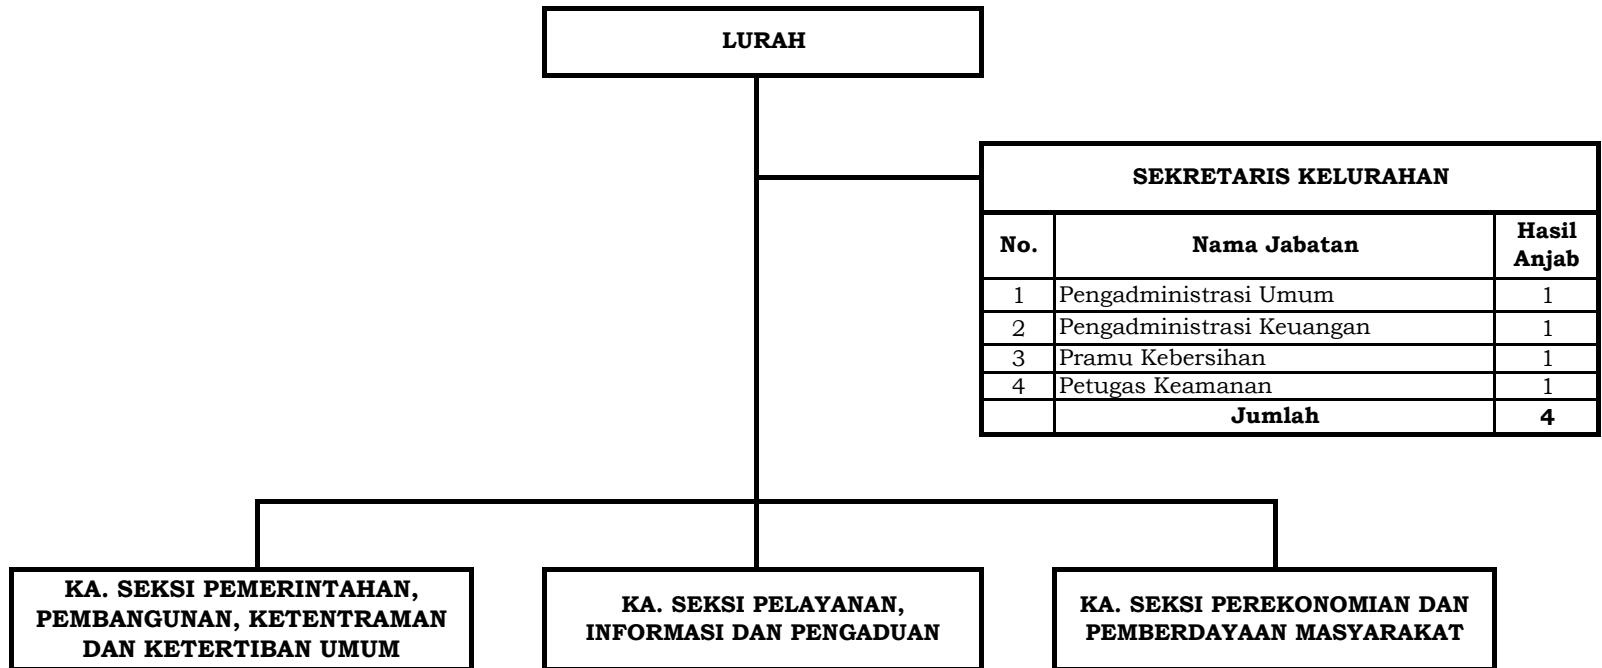 LURAH
SEKRETARIS KELURAHAN
No. Nama Jabatan Hasil Anjab
1 Pengadministrasi Umum 1
2 Pengadministrasi Keuangan 1
3 Pramu Kebersihan 1
4 Petugas Keamanan 1
Jumlah 4
KA. SEKSI PEMERINTAHAN,
PEMBANGUNAN, KETENTRAMAN
DAN KETERTIBAN UMUM
KA. SEKSI PELAYANAN,
INFORMASI DAN PENGADUAN
KA. SEKSI PEREKONOMIAN DAN
PEMBERDAYAAN MASYARAKAT